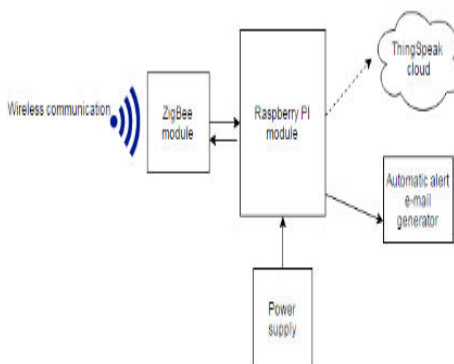 Wireless communication
ZigBee
module
Raspberry PI
module
ThingSpeak
cloud
Automatic alert
e-mail
generator
Power
supply